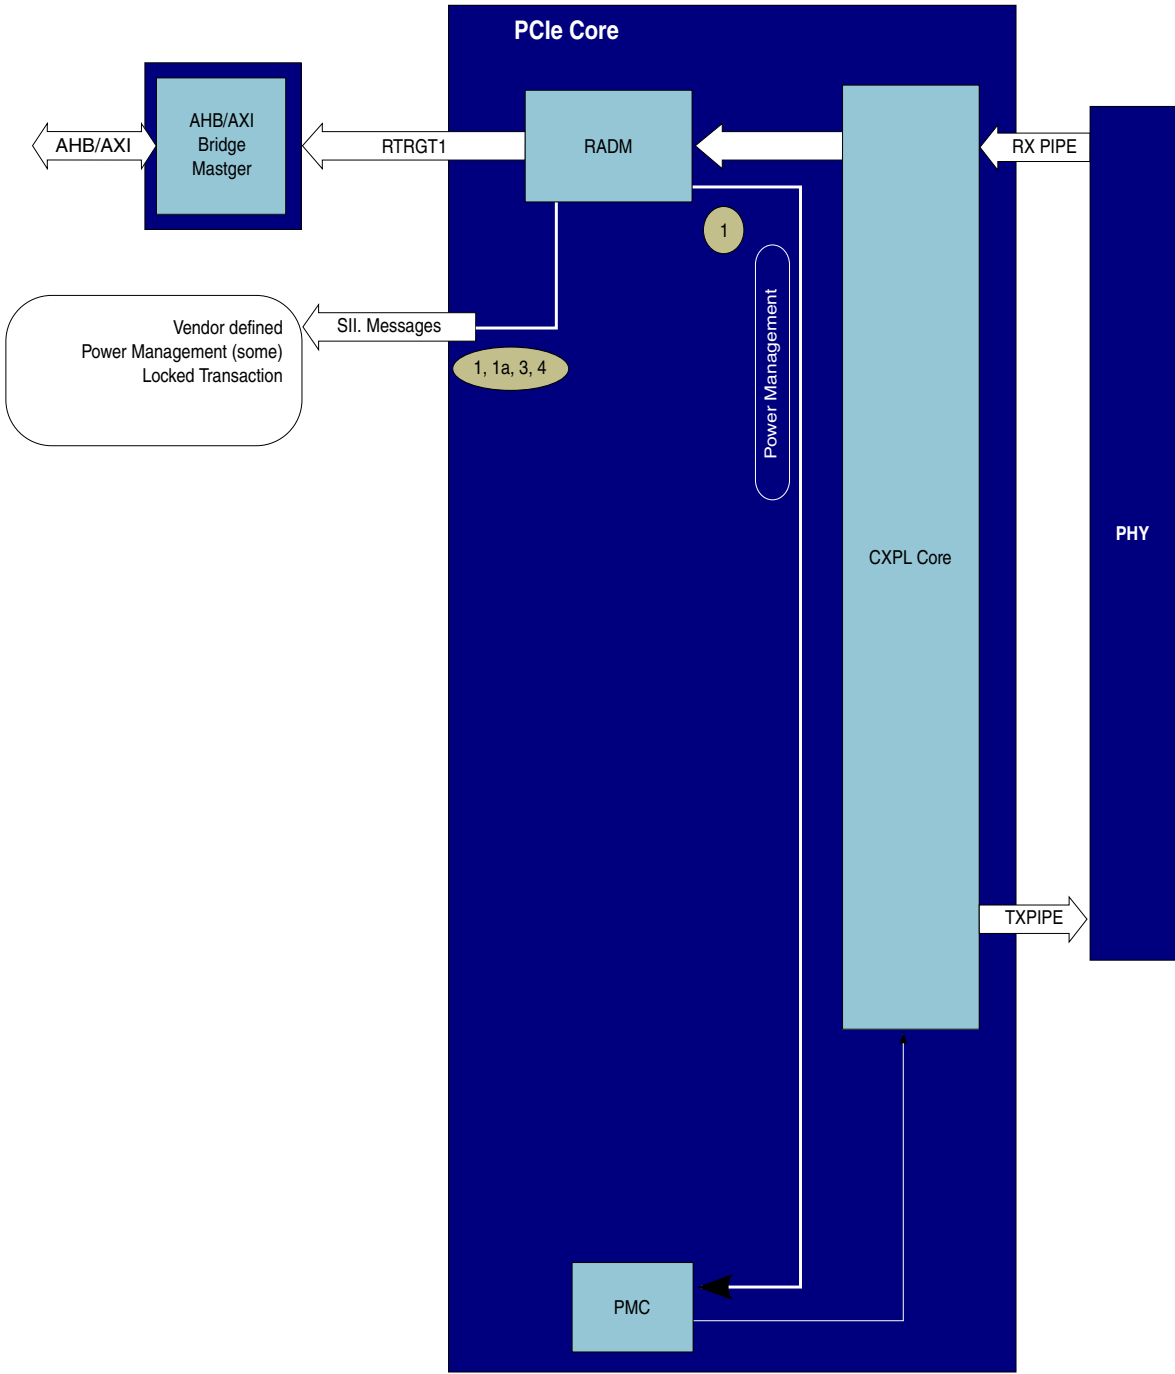 PCIe Core
AHB/AXI
AHB/AXI
Bridge
Mastger
RTRGT1
RADM
RX PIPE
1
SII. Messages
Vendor defined
Power Management (some)
Locked Transaction
1, 1a, 3, 4
Power Management
CXPL Core
PHY
TXPIPE
PMC